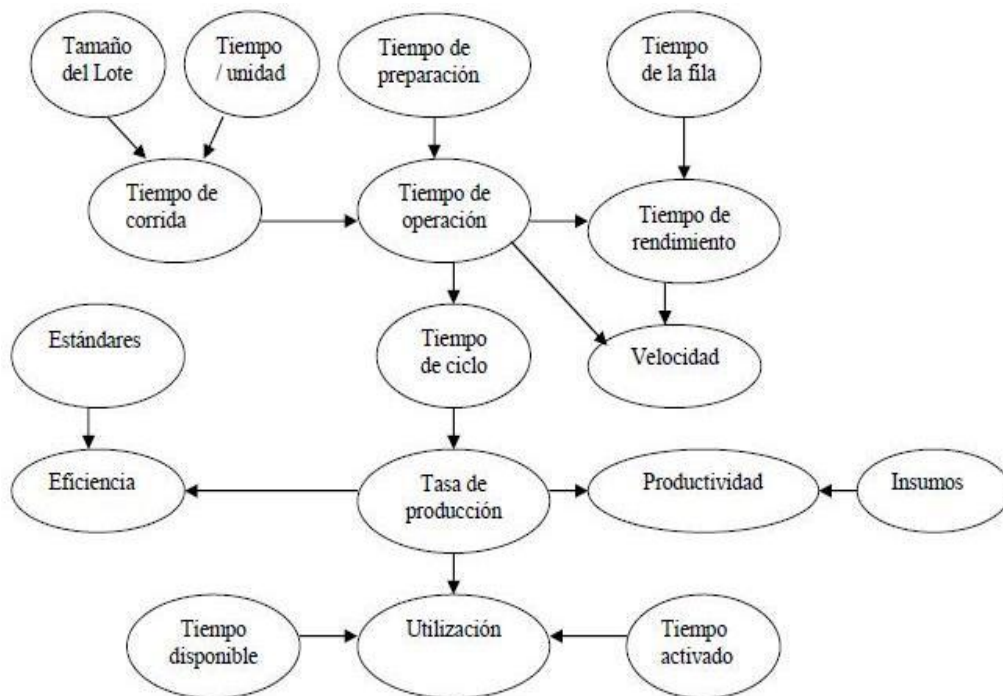 Tamaño
del Lote
Tiempo
/ unidad
Tiempo de
preparación
Tiempo
de la fila
Tiempo de
corrida
Tiempo de
operación
Tiempo de
rendimiento
Estándares
Tiempo
de ciclo
Velocidad
Eficiencia
Tasa de
producción
Productividad
Insumos
Tiempo
disponible
Utilización
Tiempo
activado